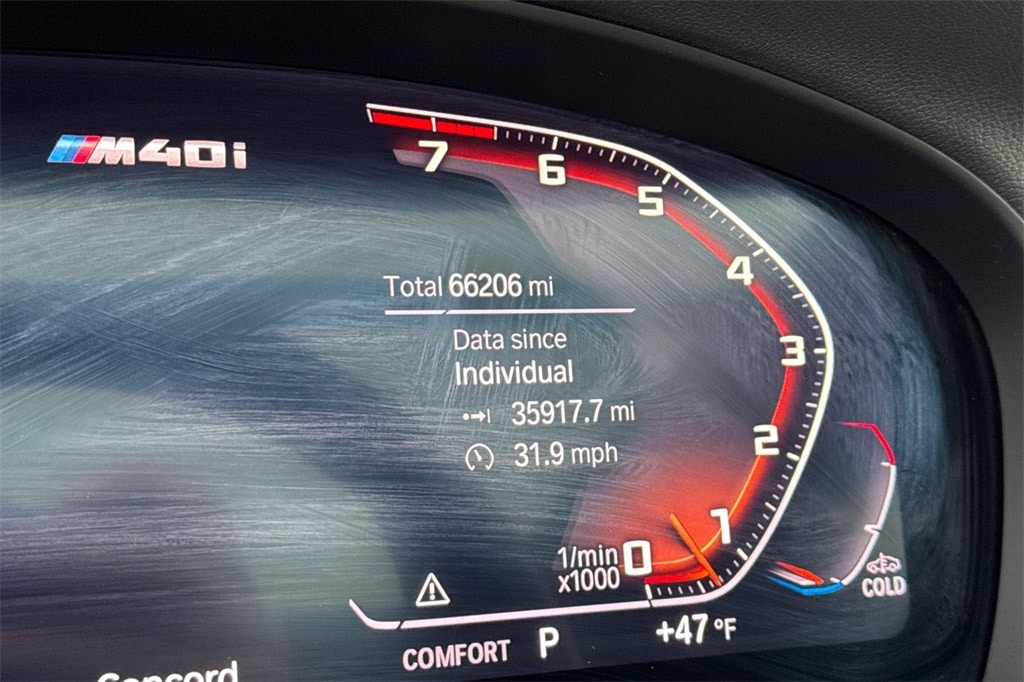 M40i
7
6
5
4
3
2
1
0
1/min
x1000
Total 66206 mi
Data since
Individual
35917.7 mi
31.9 mph
COLD
COMFORT P +47 °F
Concord